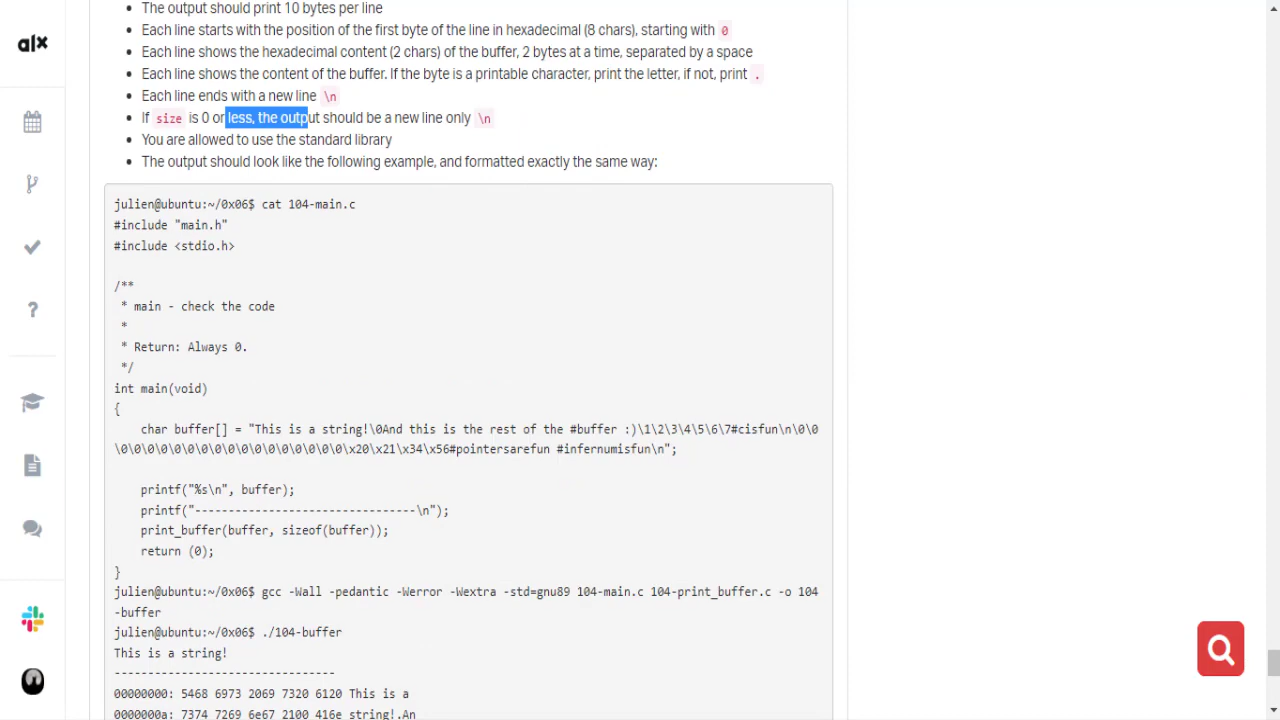 alx
The output should print 10 bytes per line
Each line starts with the position of the first byte of the line in hexadecimal (8 chars), starting with 0
Each line shows the hexadecimal content (2 chars) of the buffer, 2 bytes at a time, separated by a space
Each line shows the content of the buffer. If the byte is a printable character, print the letter, if not, print .
Each line ends with a new line \n
If size is 0 or less, the output should be a new line only \n
You are allowed to use the standard library
The output should look like the following example, and formatted exactly the same way:
julien@ubuntu:~/0x06$ cat 104-main.c
#include "main.h"
#include <stdio.h>
/**
 * main - check the code
 *
 * Return: Always 0.
 */
int main(void)
{
    char buffer[] = "This is a string!\0And this is the rest of the #buffer :)\1\2\3\4\5\6\7#cisfun\n\0\0
\0\0\0\0\0\0\0\0\0\0\0\0\0\0\0\0\0\x20\x21\x34\x56#pointersarefun #infernumisfun\n";
    printf("%s\n", buffer);
    printf("---------------------------------\n");
    print_buffer(buffer, sizeof(buffer));
    return (0);
}
julien@ubuntu:~/0x06$ gcc -Wall -pedantic -Werror -Wextra -std=gnu89 104-main.c 104-print_buffer.c -o 104
-buffer
julien@ubuntu:~/0x06$ ./104-buffer
This is a string!
---------------------------------
00000000: 5468 6973 2069 7320 6120 This is a
0000000a: 7374 7269 6e67 2100 416e string!.An